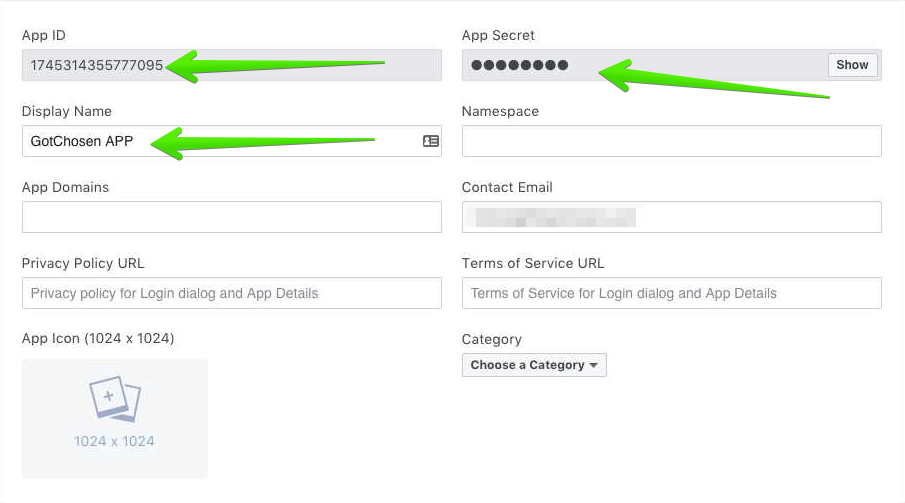 App ID
App Secret
1745314355777095
●●●●●●●●
Show
Display Name
Namespace
GotChosen APP
App Domains
Contact Email
Privacy Policy URL
Terms of Service URL
Privacy policy for Login dialog and App Details
Terms of Service for Login dialog and App Details
App Icon (1024 x 1024)
Category
Choose a Category
1024 x 1024